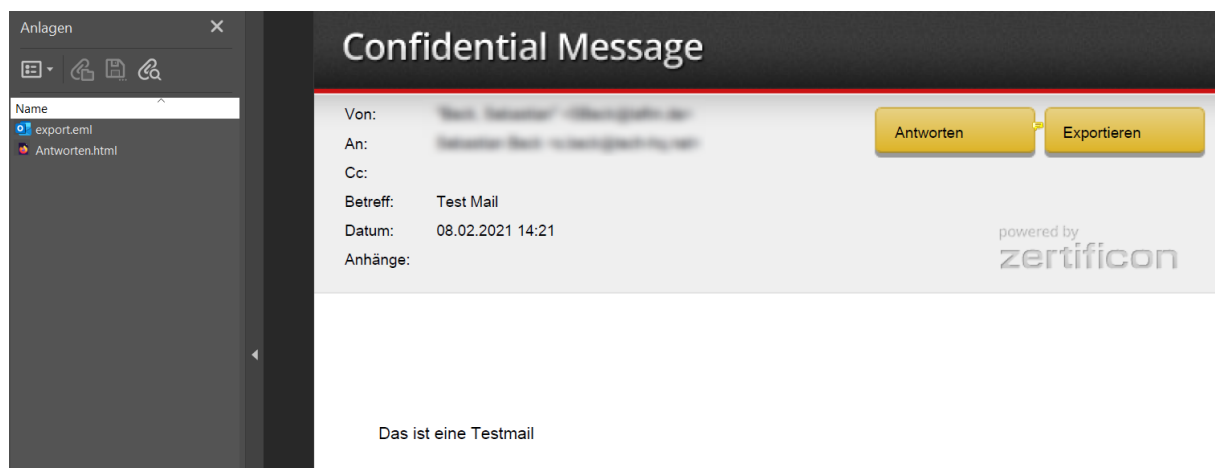 Anlagen
Name
export.eml
Antworten.html
Confidential Message
Von:
An:
Cc:
Betreff: Test Mail
Datum: 08.02.2021 14:21
Anhänge:
Antworten
Exportieren
powered by
zertificon
Das ist eine Testmail